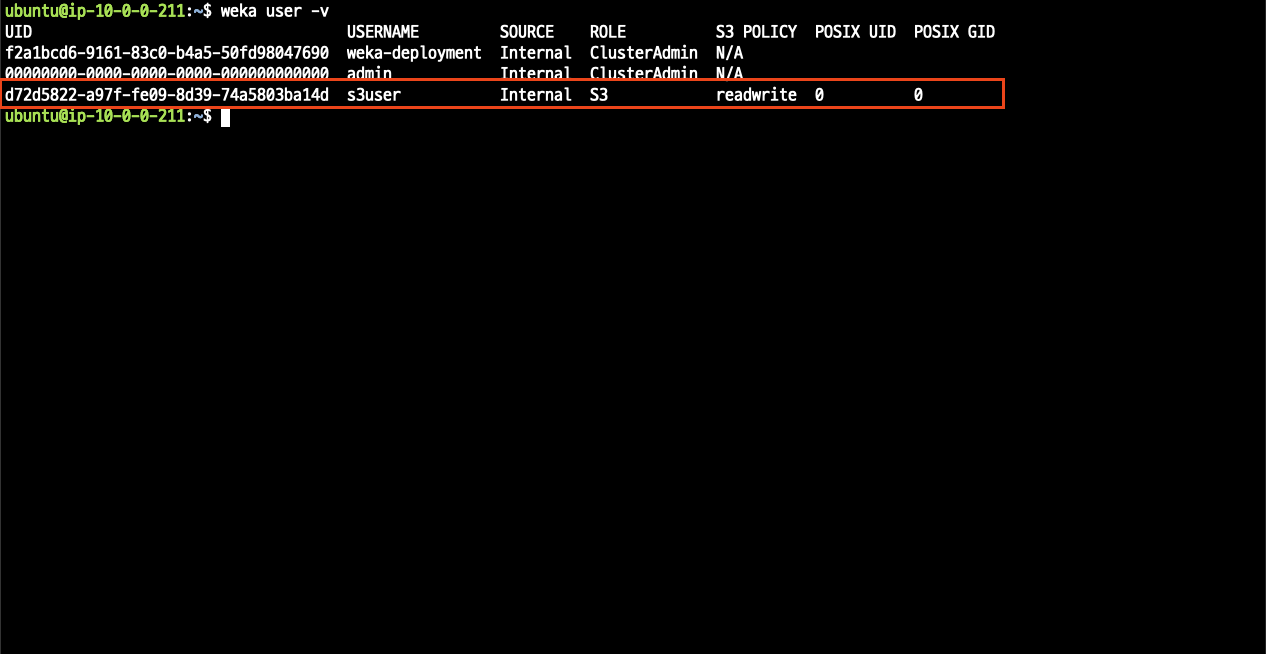 ubuntu@ip-10-0-0-211:~$ weka user -v
UID USERNAME SOURCE ROLE S3 POLICY POSIX UID POSIX GID
f2a1bcd6-9161-83c0-b4a5-50fd98047690 weka-deployment Internal ClusterAdmin N/A
00000000-0000-0000-0000-000000000000 admin Internal ClusterAdmin N/A
d72d5822-a97f-fe09-8d39-74a5803ba14d s3user Internal S3 readwrite 0 0
ubuntu@ip-10-0-0-211:~$